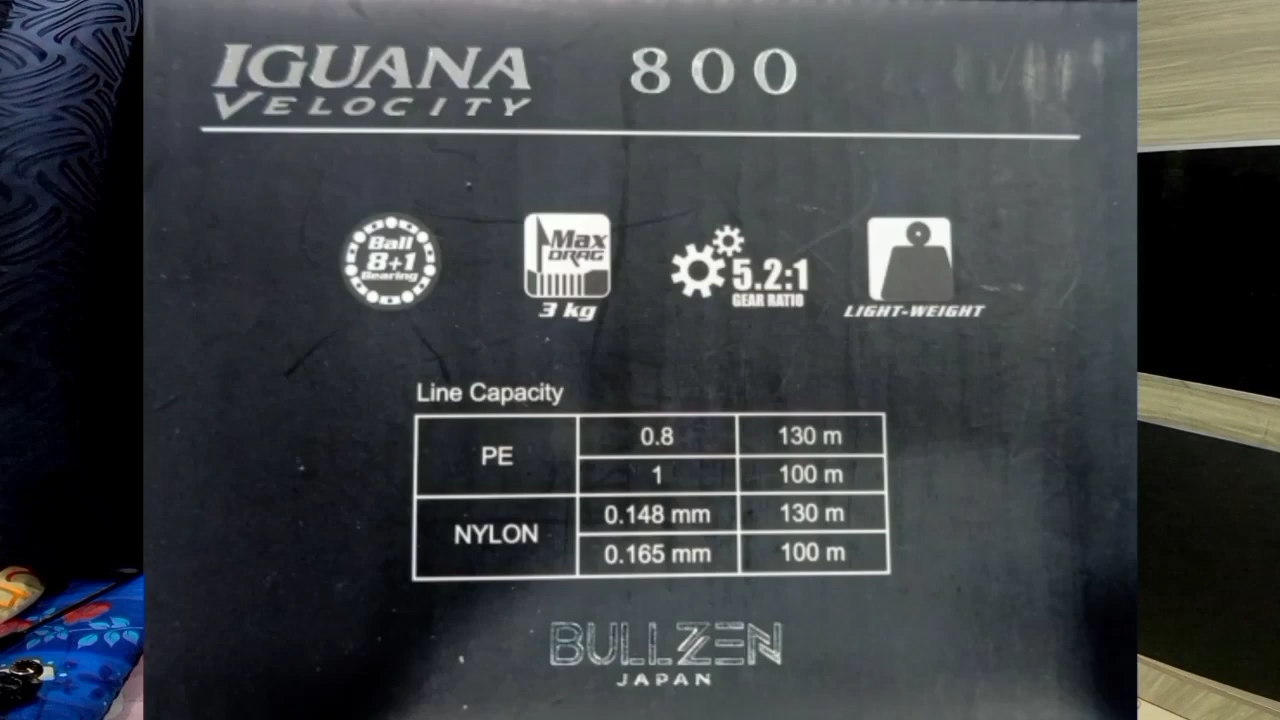 IGUANA 800
VELOCITY
Ball
8+1
Bearing
Max
DRAG
3 kg
5.2:1
GEAR RATIO
LIGHT-WEIGHT
Line Capacity
PE 0.8 130 m
1 100 m
NYLON 0.148 mm 130 m
0.165 mm 100 m
BULLZEN
JAPAN